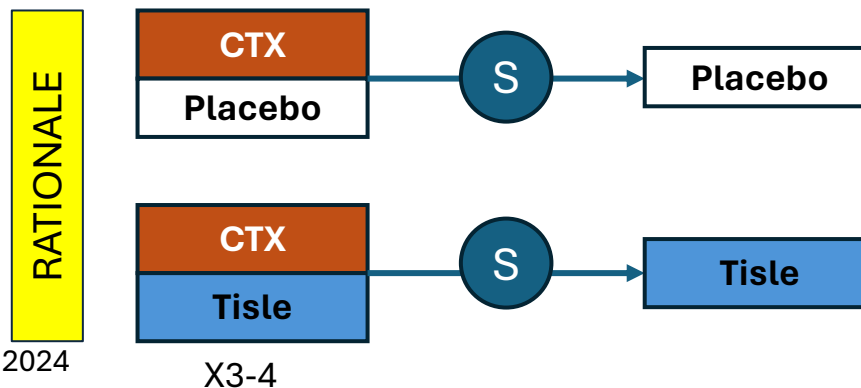 RATIONALE
2024
CTX
Placebo
S
Placebo
CTX
Tisle
S
Tisle
X3-4